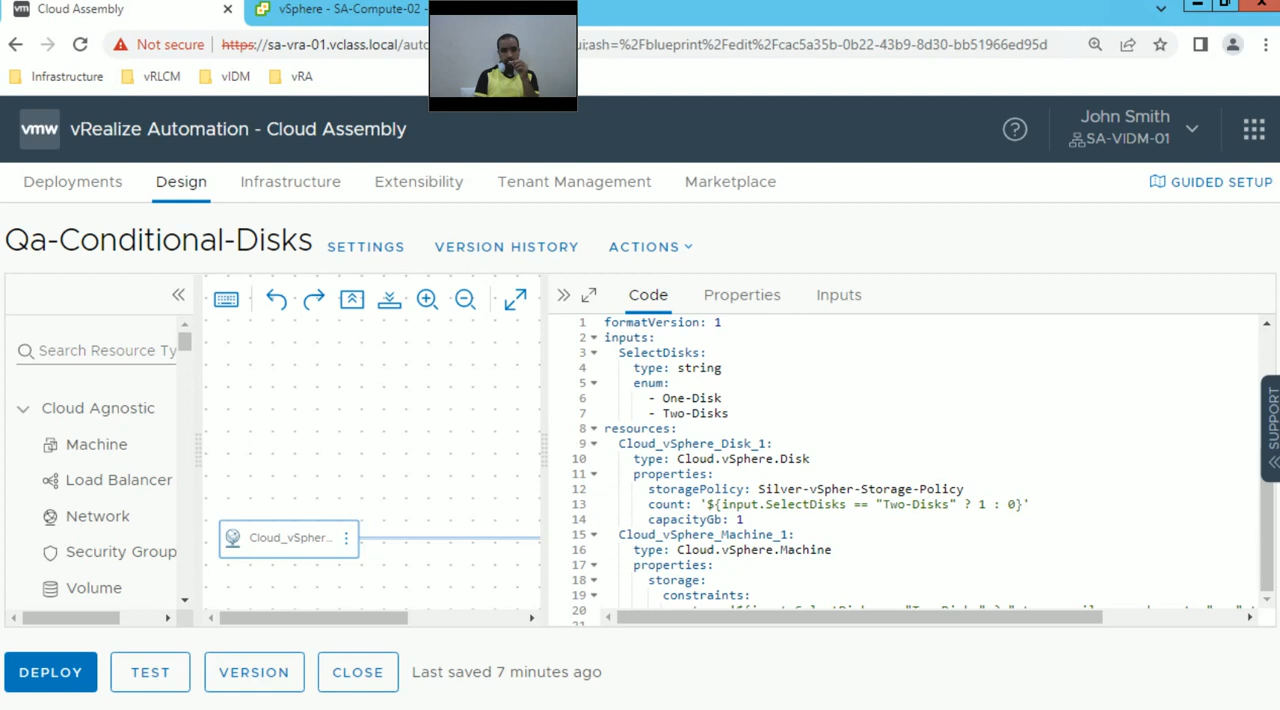 Cloud Assembly
vSphere - SA-Compute-02 -
Not secure
https://sa-vra-01.vclass.local/auto
ui;ash=%2Fblueprint%2Fedit%2Fcac5a35b-0b22-43b9-8d30-bb51966ed95d
Infrastructure
vRLCM
vIDM
vRA
vmw
vRealize Automation - Cloud Assembly
John Smith
SA-VIDM-01
Deployments
Design
Infrastructure
Extensibility
Tenant Management
Marketplace
GUIDED SETUP
Qa-Conditional-Disks
SETTINGS
VERSION HISTORY
ACTIONS
Search Resource Ty
Cloud Agnostic
Machine
Load Balancer
Network
Security Group
Volume
Cloud_vSpher...
Code
Properties
Inputs
1 formatVersion: 1
2 inputs:
3 SelectDisks:
4 type: string
5 enum:
6 - One-Disk
7 - Two-Disks
8 resources:
9 Cloud_vSphere_Disk_1:
10 type: Cloud.vSphere.Disk
11 properties:
12 storagePolicy: Silver-vSpher-Storage-Policy
13 count: '${input.SelectDisks == "Two-Disks" ? 1 : 0}'
14 capacityGb: 1
15 Cloud_vSphere_Machine_1:
16 type: Cloud.vSphere.Machine
17 properties:
18 storage:
19 constraints:
20
SUPPORT
DEPLOY
TEST
VERSION
CLOSE
Last saved 7 minutes ago